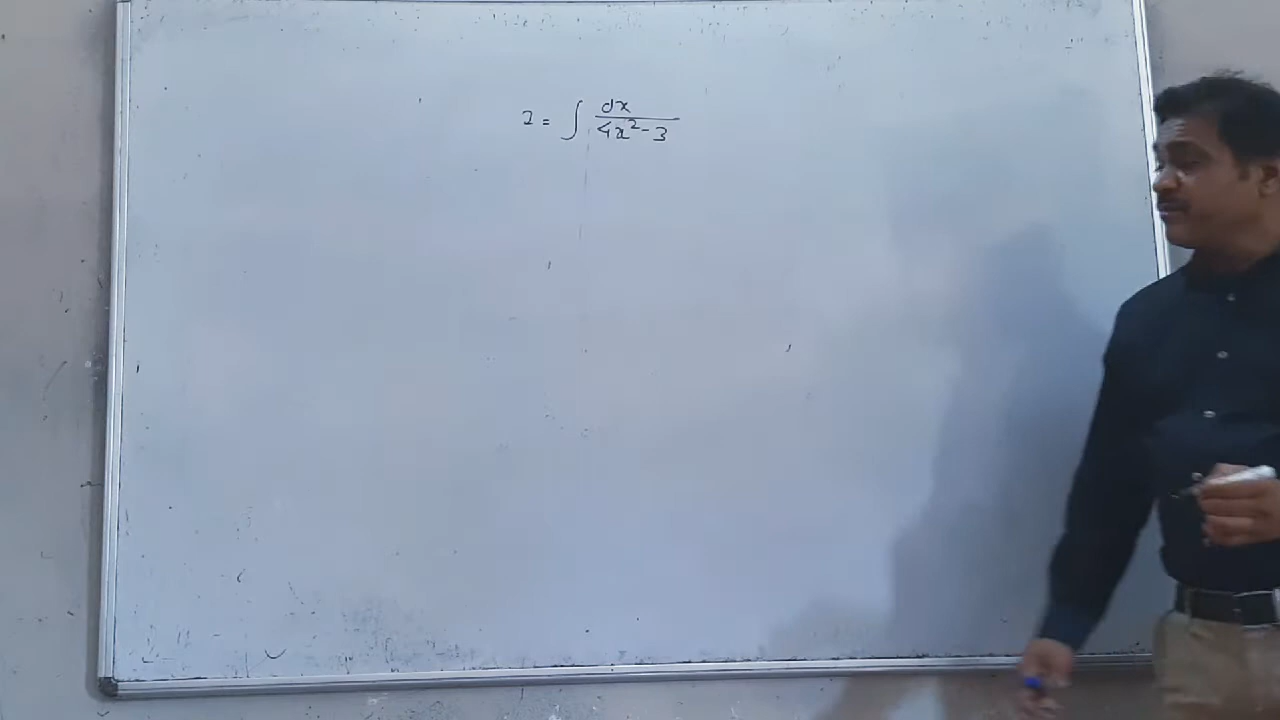 I = ∫ dx / 4x² - 3